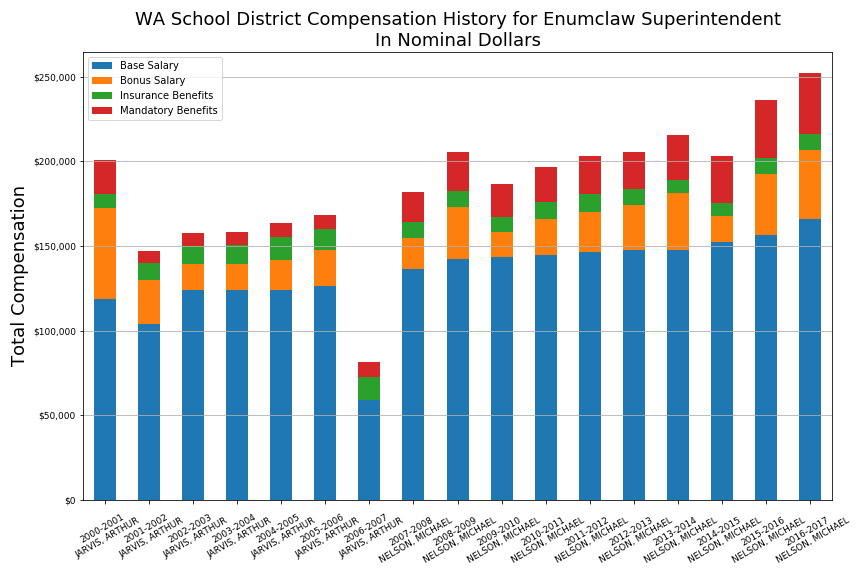 WA School District Compensation History for Enumclaw Superintendent
In Nominal Dollars
Base Salary
Bonus Salary
Insurance Benefits
Mandatory Benefits
Total Compensation
$250,000
$200,000
$150,000
$100,000
$50,000
$0
2000-2001
JARVIS, ARTHUR
2001-2002
JARVIS, ARTHUR
2002-2003
JARVIS, ARTHUR
2003-2004
JARVIS, ARTHUR
2004-2005
JARVIS, ARTHUR
2005-2006
JARVIS, ARTHUR
2006-2007
JARVIS, ARTHUR
2007-2008
NELSON, MICHAEL
2008-2009
NELSON, MICHAEL
2009-2010
NELSON, MICHAEL
2010-2011
NELSON, MICHAEL
2011-2012
NELSON, MICHAEL
2012-2013
NELSON, MICHAEL
2013-2014
NELSON, MICHAEL
2014-2015
NELSON, MICHAEL
2015-2016
NELSON, MICHAEL
2016-2017
NELSON, MICHAEL